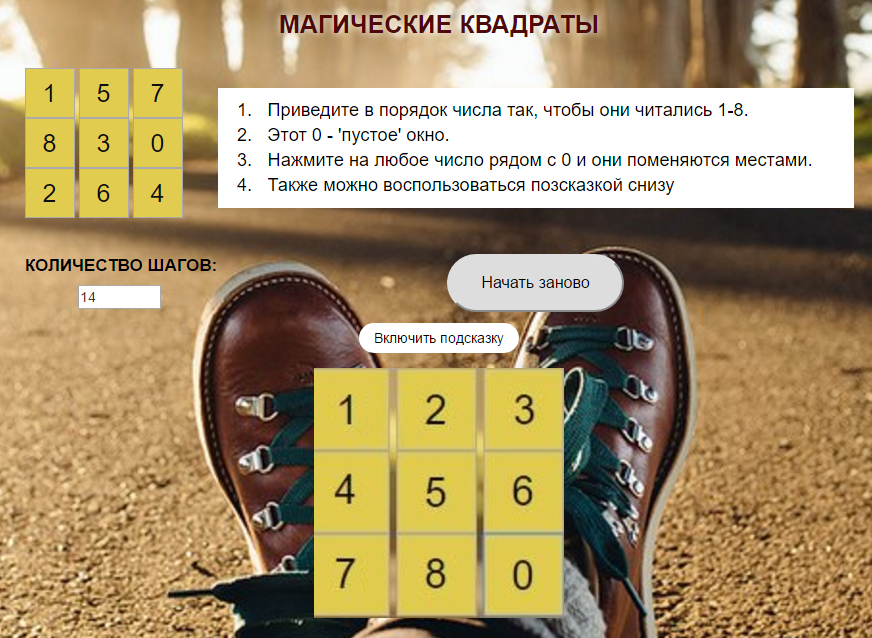 МАГИЧЕСКИЕ КВАДРАТЫ
1 5 7
8 3 0
2 6 4
1. Приведите в порядок числа так, чтобы они читались 1-8.
2. Этот 0 - 'пустое' окно.
3. Нажмите на любое число рядом с 0 и они поменяются местами.
4. Также можно воспользоваться позсказкой снизу
КОЛИЧЕСТВО ШАГОВ:
14
Начать заново
Включить подсказку
1 2 3
4 5 6
7 8 0